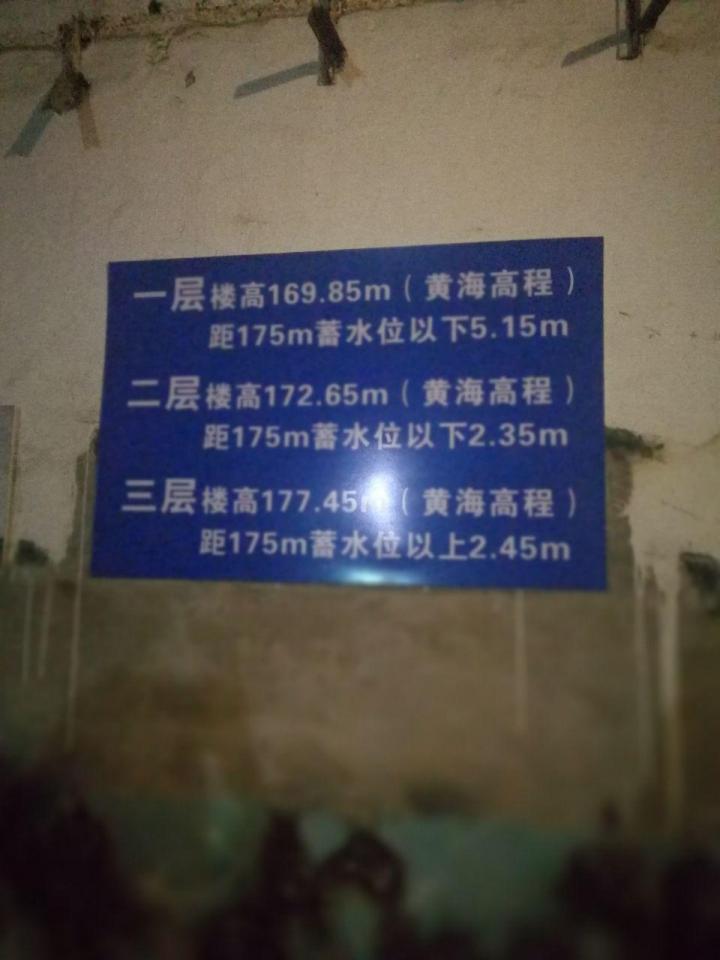 一层楼高169.85m（黄海高程）
距175m蓄水位以下5.15m
二层楼高172.65m（黄海高程）
距175m蓄水位以下2.35m
三层楼高177.45m（黄海高程）
距175m蓄水位以上2.45m